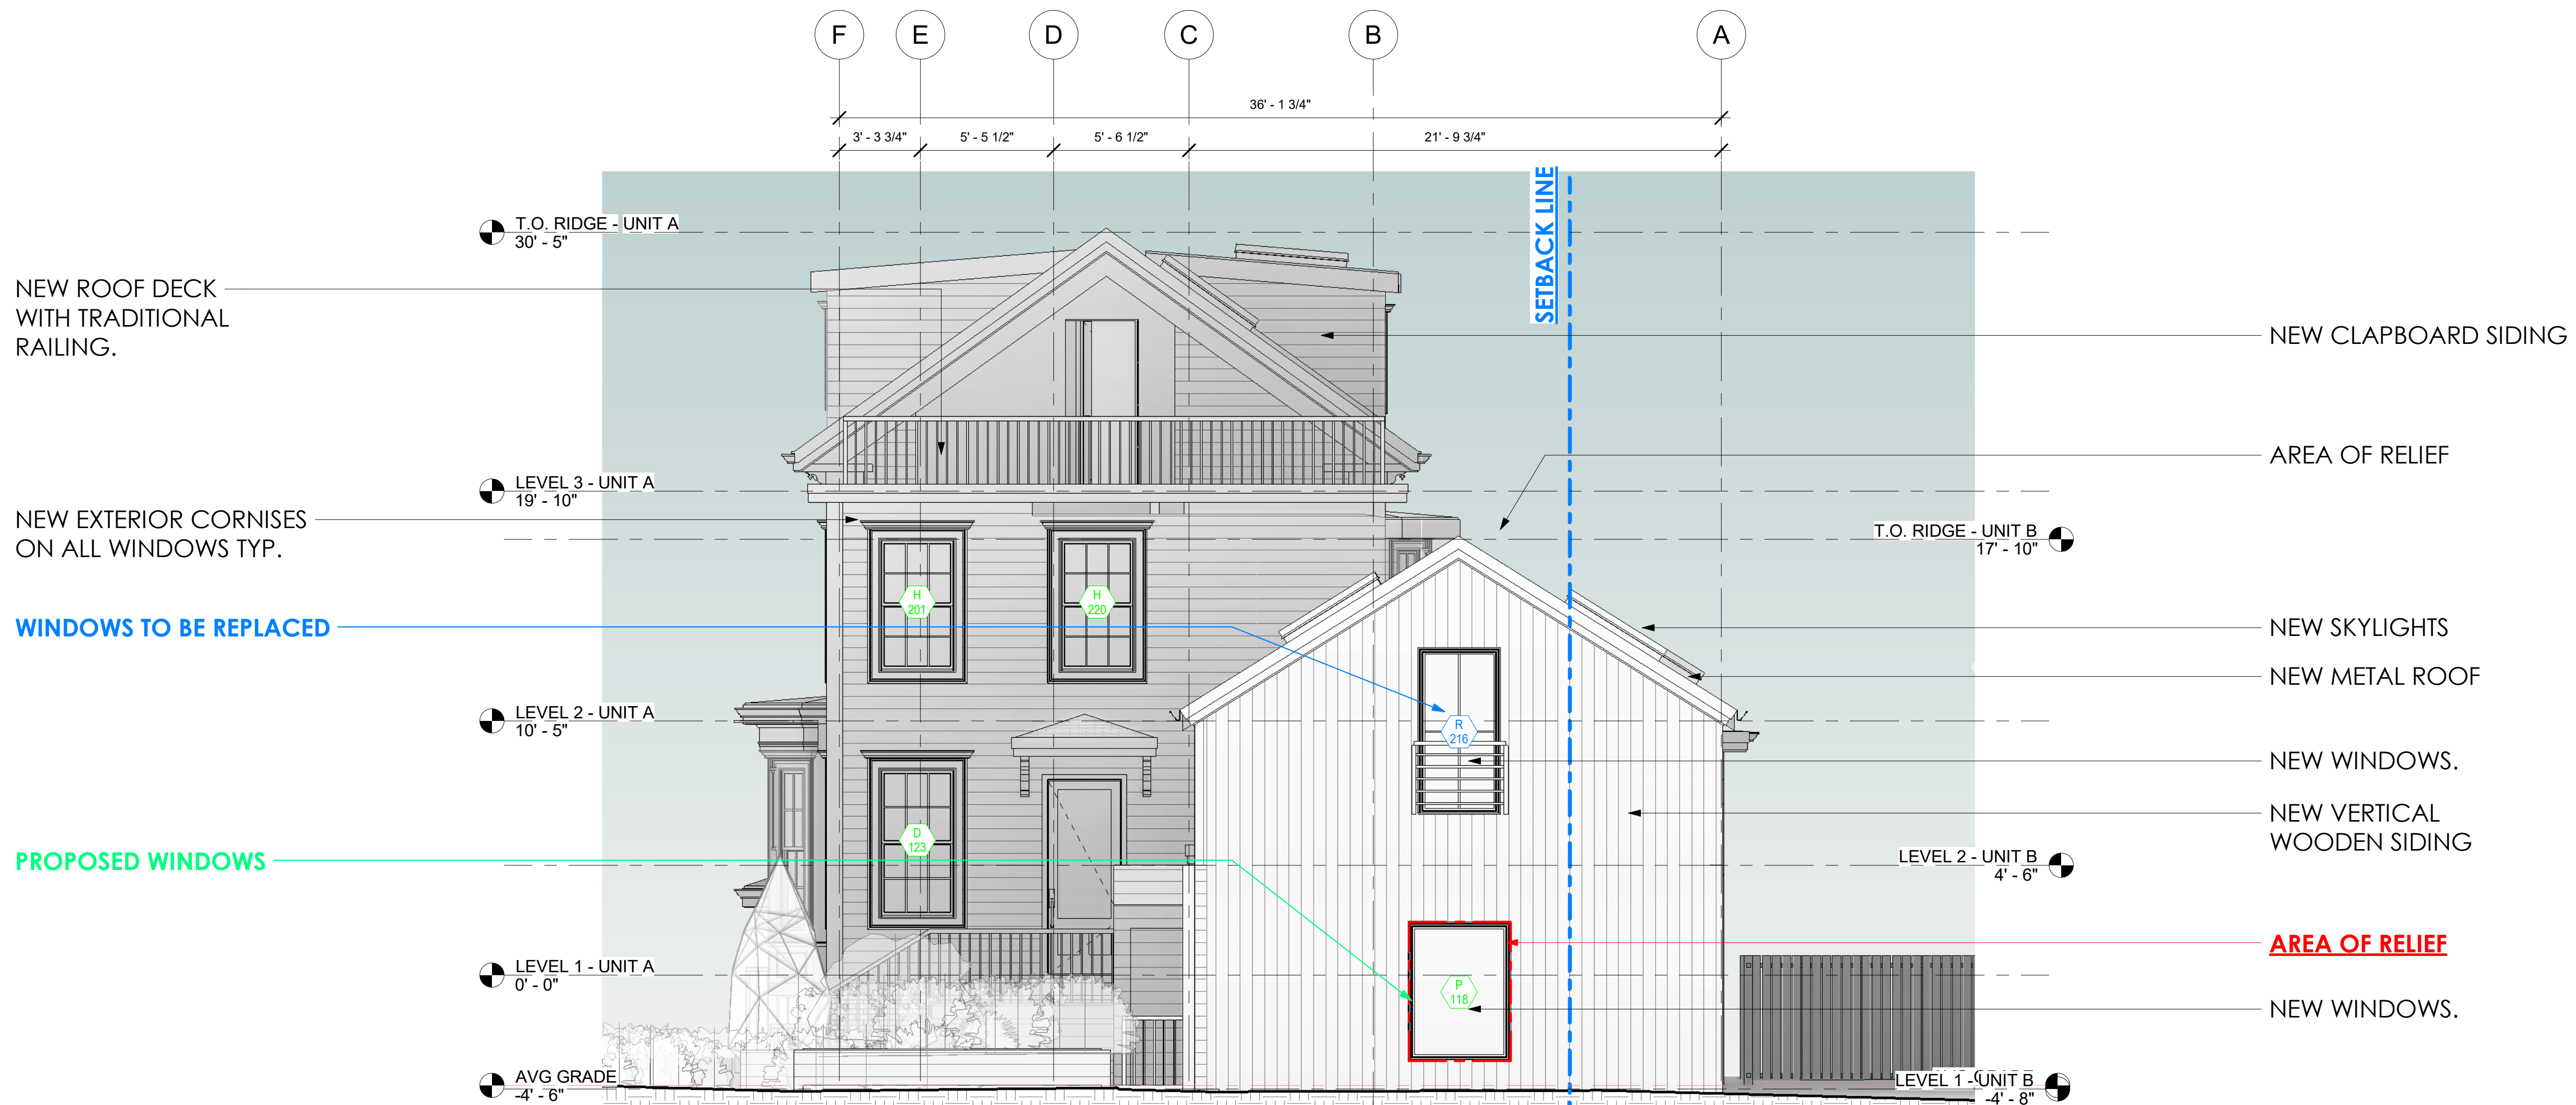 F E D C B A
36' - 1 3/4"
3' - 3 3/4" 5' - 5 1/2" 5' - 6 1/2" 21' - 9 3/4"
SETBACK LINE
T.O. RIDGE - UNIT A
30' - 5"
NEW ROOF DECK
WITH TRADITIONAL
RAILING.
LEVEL 3 - UNIT A
19' - 10"
NEW EXTERIOR CORNISES
ON ALL WINDOWS TYP.
WINDOWS TO BE REPLACED
LEVEL 2 - UNIT A
10' - 5"
PROPOSED WINDOWS
LEVEL 1 - UNIT A
0' - 0"
AVG GRADE
-4' - 6"
H
201
H
220
D
123
R
216
P
118
NEW CLAPBOARD SIDING
AREA OF RELIEF
T.O. RIDGE - UNIT B
17' - 10"
NEW SKYLIGHTS
NEW METAL ROOF
NEW WINDOWS.
NEW VERTICAL
WOODEN SIDING
LEVEL 2 - UNIT B
4' - 6"
AREA OF RELIEF
NEW WINDOWS.
LEVEL 1 - UNIT B
-4' - 8"